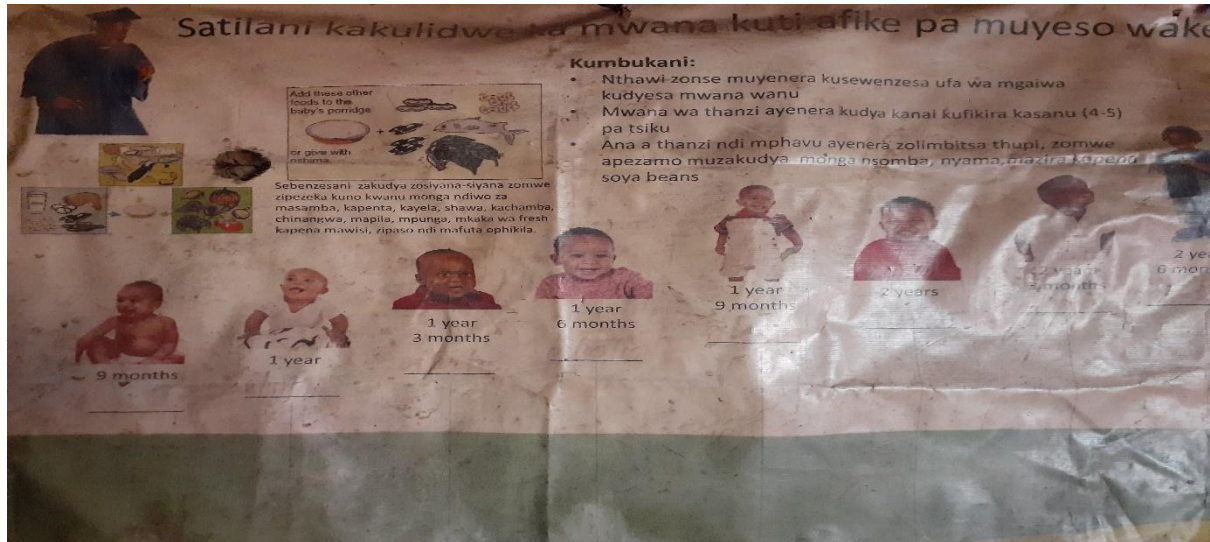 Satilani kakulidwe ka mwana kuti afike pa muyeso wake
Kumbukani:
• Nthawi zonse muyenera kusewenzesa ufa wa mgaiwa
kudyesa mwana wanu
• Mwana wa thanzi ayenera kudya kanai kufikira kasanu (4-5)
pa tsiku
• Ana a thanzi ndi mphavu ayenera zolimbitsa thupi, zomwe
apezamo muzakudya monga nsomba, nyama, mazira kapena
soya beans
Add these other
foods to the
baby's porridge
or give with
nshima
Sebenzesani zakudya zosiyana-siyana zomwe
zipezeka kuno kwanu monga ndiwo za
masamba, kapenta, kayela, shawa, kachamba,
chinangwa, mapila, mpunga, mkaka wa fresh
kapena mawisi, zipaso ndi mafuta ophikila.
9 months
1 year
1 year
3 months
1 year
6 months
1 year
9 months
2 years
2 years
months
2 ye
6 mon